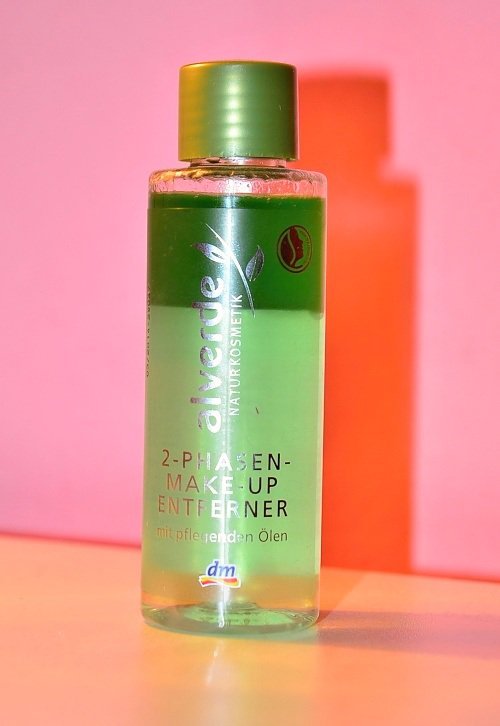 alverde
NATURKOSMETIK
2-PHASEN-
MAKE-UP
ENTFERNER
mit pflegenden Ölen
dm